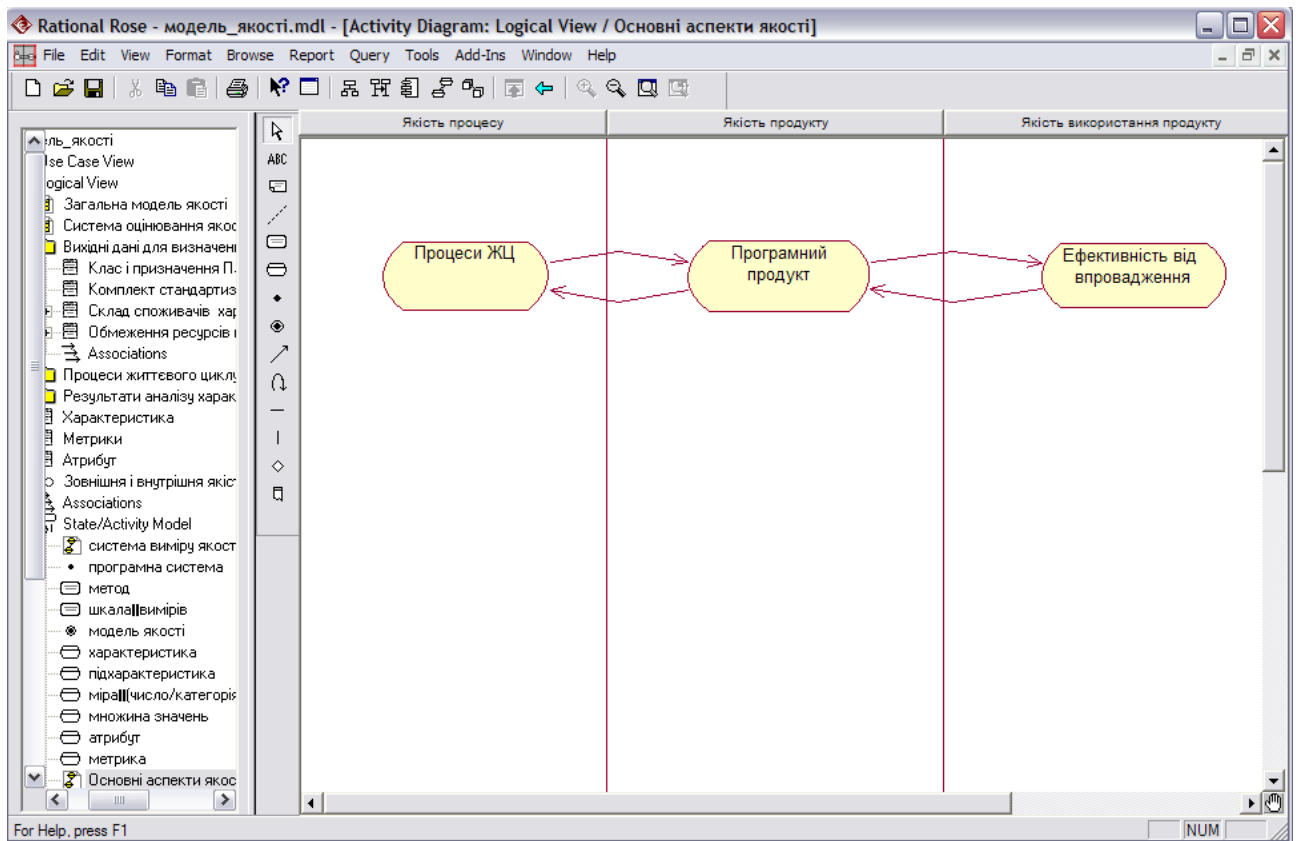 Rational Rose - модель_якості.mdl - [Activity Diagram: Logical View / Основні аспекти якості]
File Edit View Format Browse Report Query Tools Add-Ins Window Help
Якість процесу
Якість продукту
Якість використання продукту
ль_якості
se Case View
ogical View
Загальна модель якості
Система оцінювання якос
Вихідні дані для визначенн
Клас і призначення П.
Комплект стандартиз
Склад споживачів хар
Обмеження ресурсів
Associations
Процеси життєвого циклу
Результати аналізу харак
Характеристика
Метрики
Атрибут
Зовнішня і внутрішня якіс
Associations
State/Activity Model
система виміру якост
програмна система
метод
шкала||вимірів
модель якості
характеристика
підхарактеристика
міра||(число/категорія
множина значень
атрибут
метрика
Основні аспекти якос
ABC
Процеси ЖЦ
Програмний
продукт
Ефективність від
впровадження
For Help, press F1
NUM